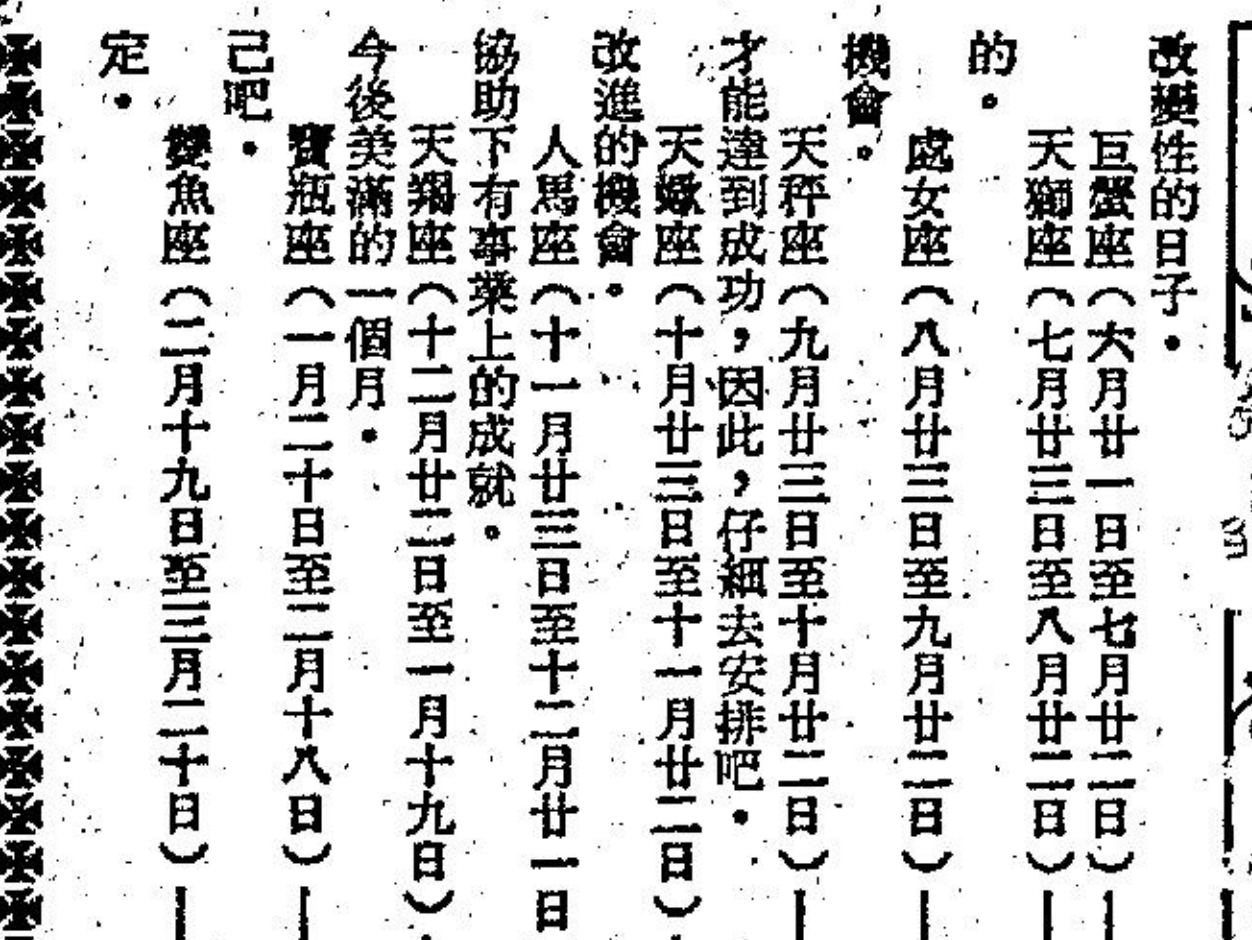 改變性的日子。
巨蟹座(六月廿一日至七月廿二日)—
天獅座(七月廿三日至八月廿二日)—
的。
處女座(八月廿三日至九月廿二日)—
機會。
天秤座(九月廿三日至十月廿二日)—
才能達到成功,因此,仔細去安排吧。
天蠍座(十月廿三日至十一月廿二日)
改進的機會。
人馬座(十一月廿三日至十二月廿一日
協助下有事業上的成就。
天羯座(十二月廿二日至一月十九日)
今後美滿的一個月。
寶瓶座(一月二十日至二月十八日)—
己吧。
雙魚座(二月十九日至三月二十日)—
定。